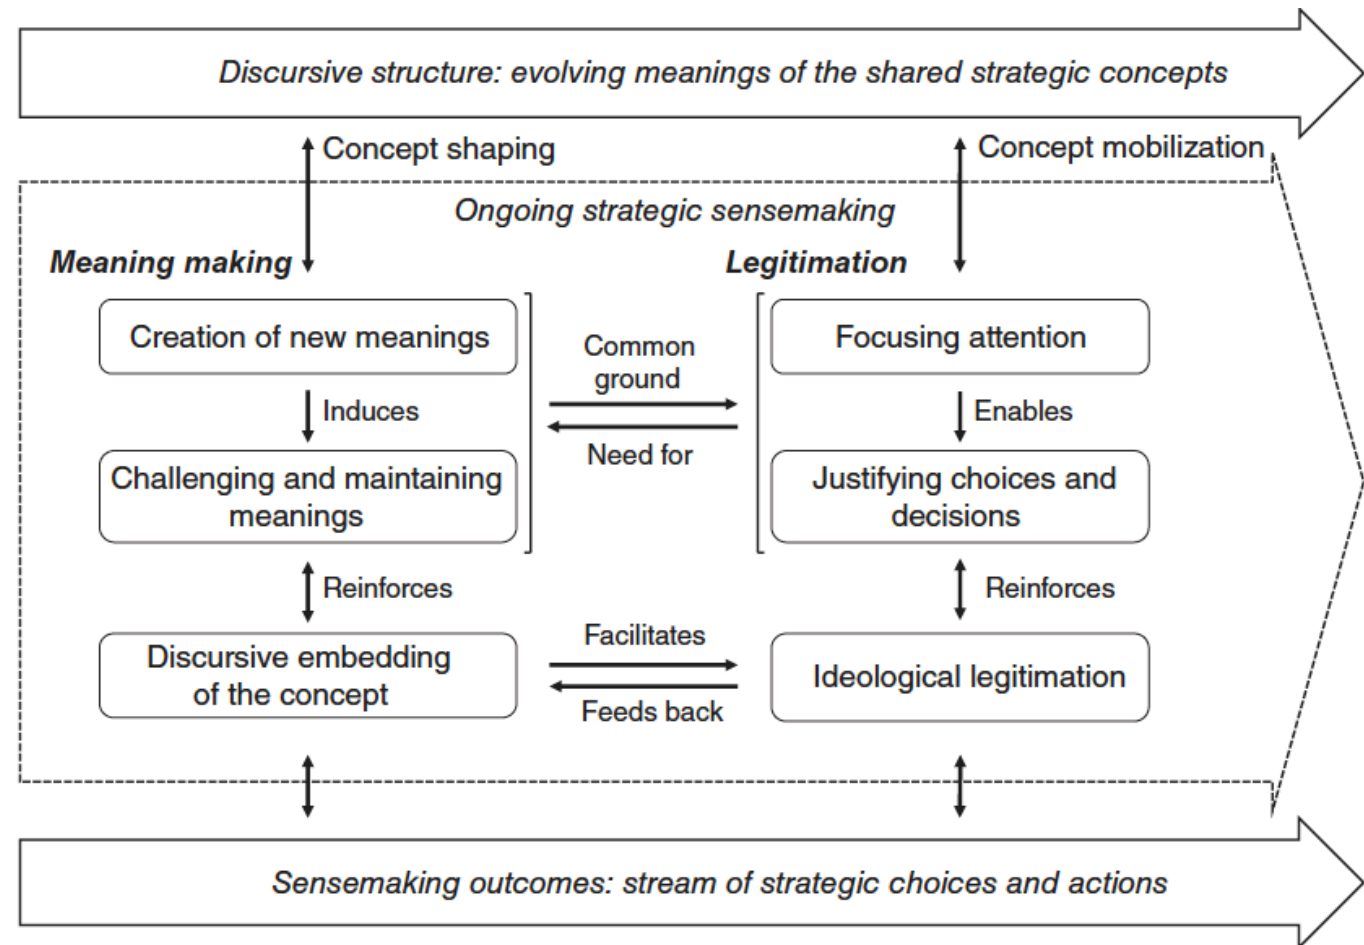 Discursive structure: evolving meanings of the shared strategic concepts
Concept shaping
Concept mobilization
Ongoing strategic sensemaking
Meaning making
Legitimation
Creation of new meanings
Common
ground
Focusing attention
Induces
Enables
Need for
Challenging and maintaining
meanings
Justifying choices and
decisions
Reinforces
Reinforces
Discursive embedding
of the concept
Facilitates
Feeds back
Ideological legitimation
Sensemaking outcomes: stream of strategic choices and actions